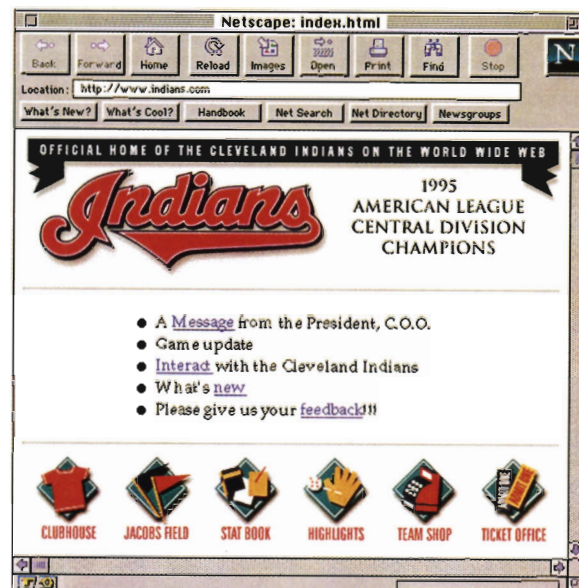 Netscape: index.html
Back Forward Home Reload Images Open Print Find Stop N
Location: http://www.indians.com
What's New? What's Cool? Handbook Net Search Net Directory Newsgroups
OFFICIAL HOME OF THE CLEVELAND INDIANS ON THE WORLD WIDE WEB
Indians
1995
AMERICAN LEAGUE
CENTRAL DIVISION
CHAMPIONS
A Message from the President, C.O.O.
Game update
Interact with the Cleveland Indians
What's new
Please give us your feedback!!!
CLUBHOUSE JACOBS FIELD STAT BOOK HIGHLIGHTS TEAM SHOP TICKET OFFICE